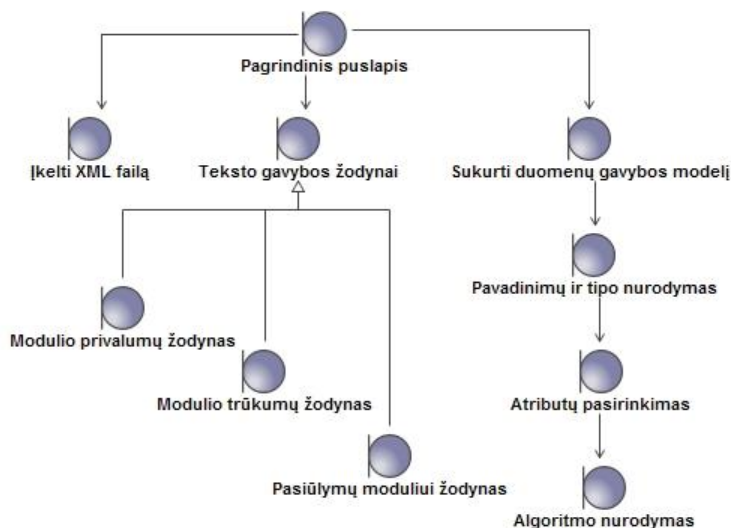 Pagrindinis puslapis
Įkelti XML failą
Teksto gavybos žodynai
Sukurti duomenų gavybos modelį
Pavadinimų ir tipo nurodymas
Modulio privalumų žodynas
Modulio trūkumų žodynas
Atributų pasirinkimas
Pasiūlymų moduliui žodynas
Algoritmo nurodymas